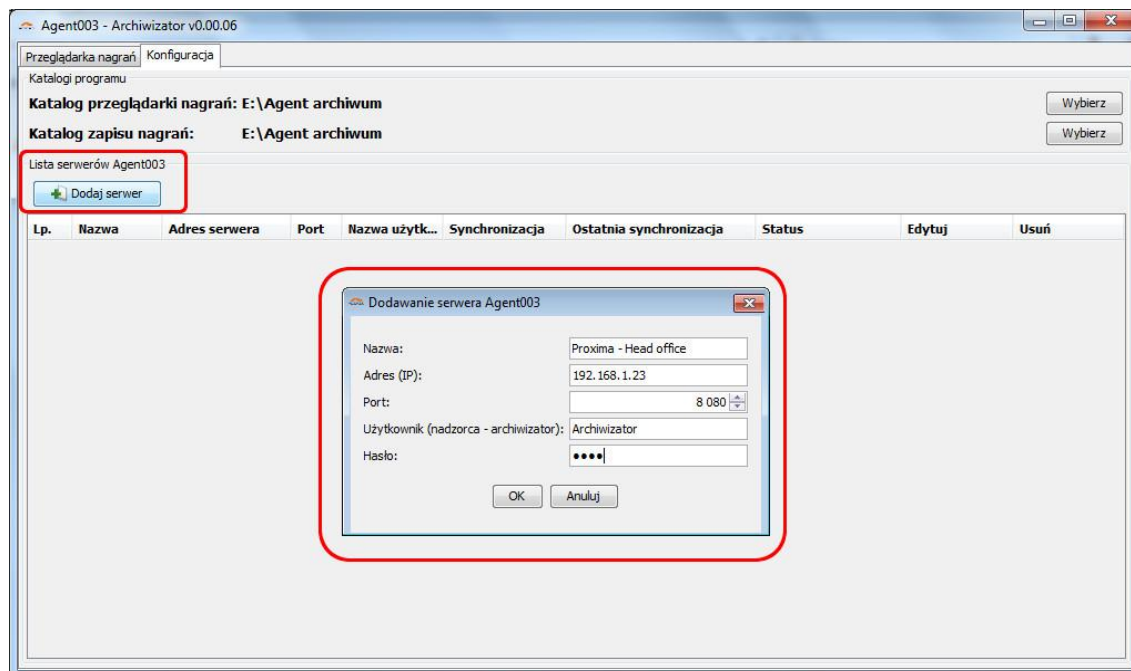 Agent003 - Archiwizator v0.00.06
Przeglądarka nagrań Konfiguracja
Katalogi programu
Katalog przeglądarki nagrań: E:\Agent archiwum Wybierz
Katalog zapisu nagrań: E:\Agent archiwum Wybierz
Lista serwerów Agent003
Dodaj serwer
Lp. Nazwa Adres serwera Port Nazwa użytk... Synchronizacja Ostatnia synchronizacja Status Edytuj Usuń
Dodawanie serwera Agent003
Nazwa: Proxima - Head office
Adres (IP): 192.168.1.23
Port: 8 080
Użytkownik (nadzorca - archiwizator): Archiwizator
Hasło: ••••
OK Anuluj